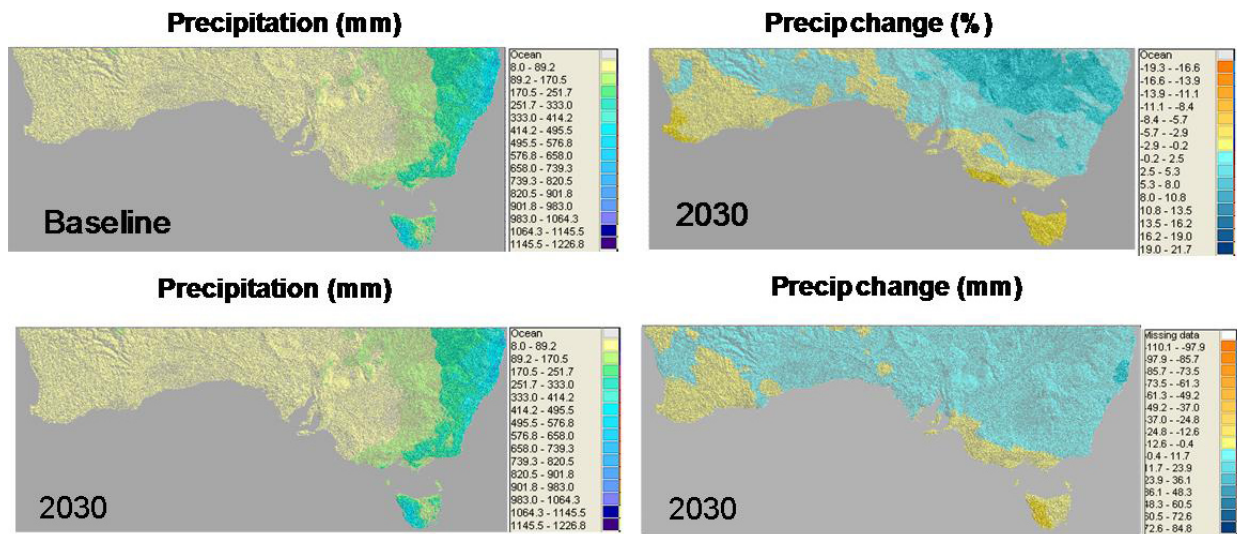 Precipitation (mm)
Baseline
Ocean
8.0 - 89.2
89.2 - 170.5
170.5 - 251.7
251.7 - 333.0
333.0 - 414.2
414.2 - 495.5
495.5 - 576.8
576.8 - 658.0
658.0 - 739.3
739.3 - 820.5
820.5 - 901.8
901.8 - 983.0
983.0 - 1064.3
1064.3 - 1145.5
1145.5 - 1226.8
Precip change (%)
2030
Ocean
-19.3 - -16.6
-16.6 - -13.9
-13.9 - -11.1
-11.1 - -8.4
-8.4 - -5.7
-5.7 - -2.9
-2.9 - -0.2
-0.2 - 2.5
2.5 - 5.3
5.3 - 8.0
8.0 - 10.8
10.8 - 13.5
13.5 - 16.2
16.2 - 19.0
19.0 - 21.7
Precipitation (mm)
2030
Ocean
8.0 - 89.2
89.2 - 170.5
170.5 - 251.7
251.7 - 333.0
333.0 - 414.2
414.2 - 495.5
495.5 - 576.8
576.8 - 658.0
658.0 - 739.3
739.3 - 820.5
820.5 - 901.8
901.8 - 983.0
983.0 - 1064.3
1064.3 - 1145.5
1145.5 - 1226.8
Precip change (mm)
2030
Missing data
-110.1 - -97.9
-97.9 - -85.7
-85.7 - -73.5
-73.5 - -61.3
-61.3 - -49.2
-49.2 - -37.0
-37.0 - -24.8
-24.8 - -12.6
-12.6 - -0.4
-0.4 - 11.7
11.7 - 23.9
23.9 - 36.1
36.1 - 48.3
48.3 - 60.5
60.5 - 72.6
72.6 - 84.8